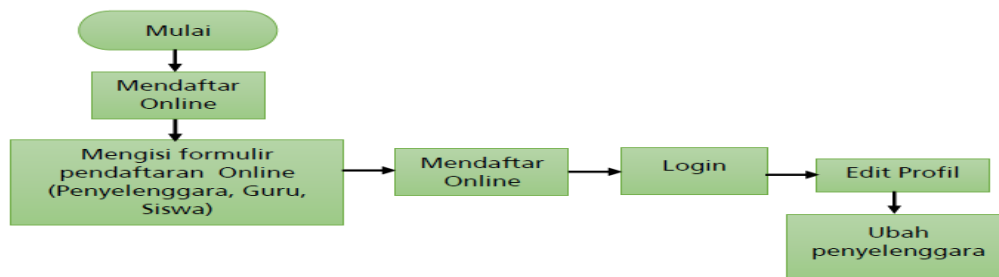 Mulai
Mendaftar
Online
Mengisi formulir
pendaftaran Online
(Penyelenggara, Guru,
Siswa)
Mendaftar
Online
Login
Edit Profil
Ubah
penyelenggara